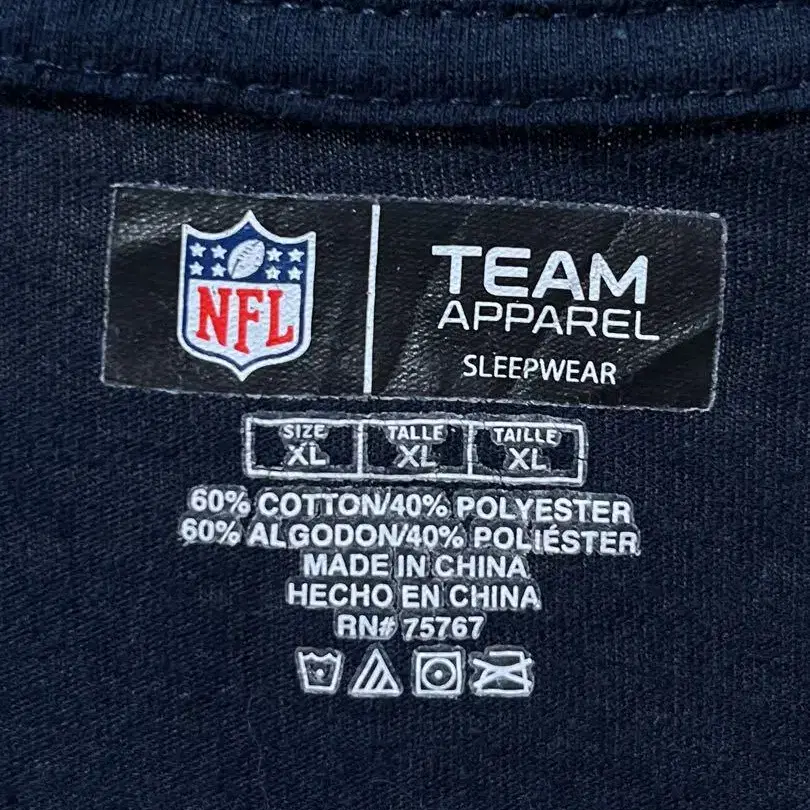 NFL
TEAM
APPAREL
SLEEPWEAR
SIZE TALLE TAILLE
XL XL XL
60% COTTON/40% POLYESTER
60% ALGODON/40% POLIÉSTER
MADE IN CHINA
HECHO EN CHINA
RN# 75767